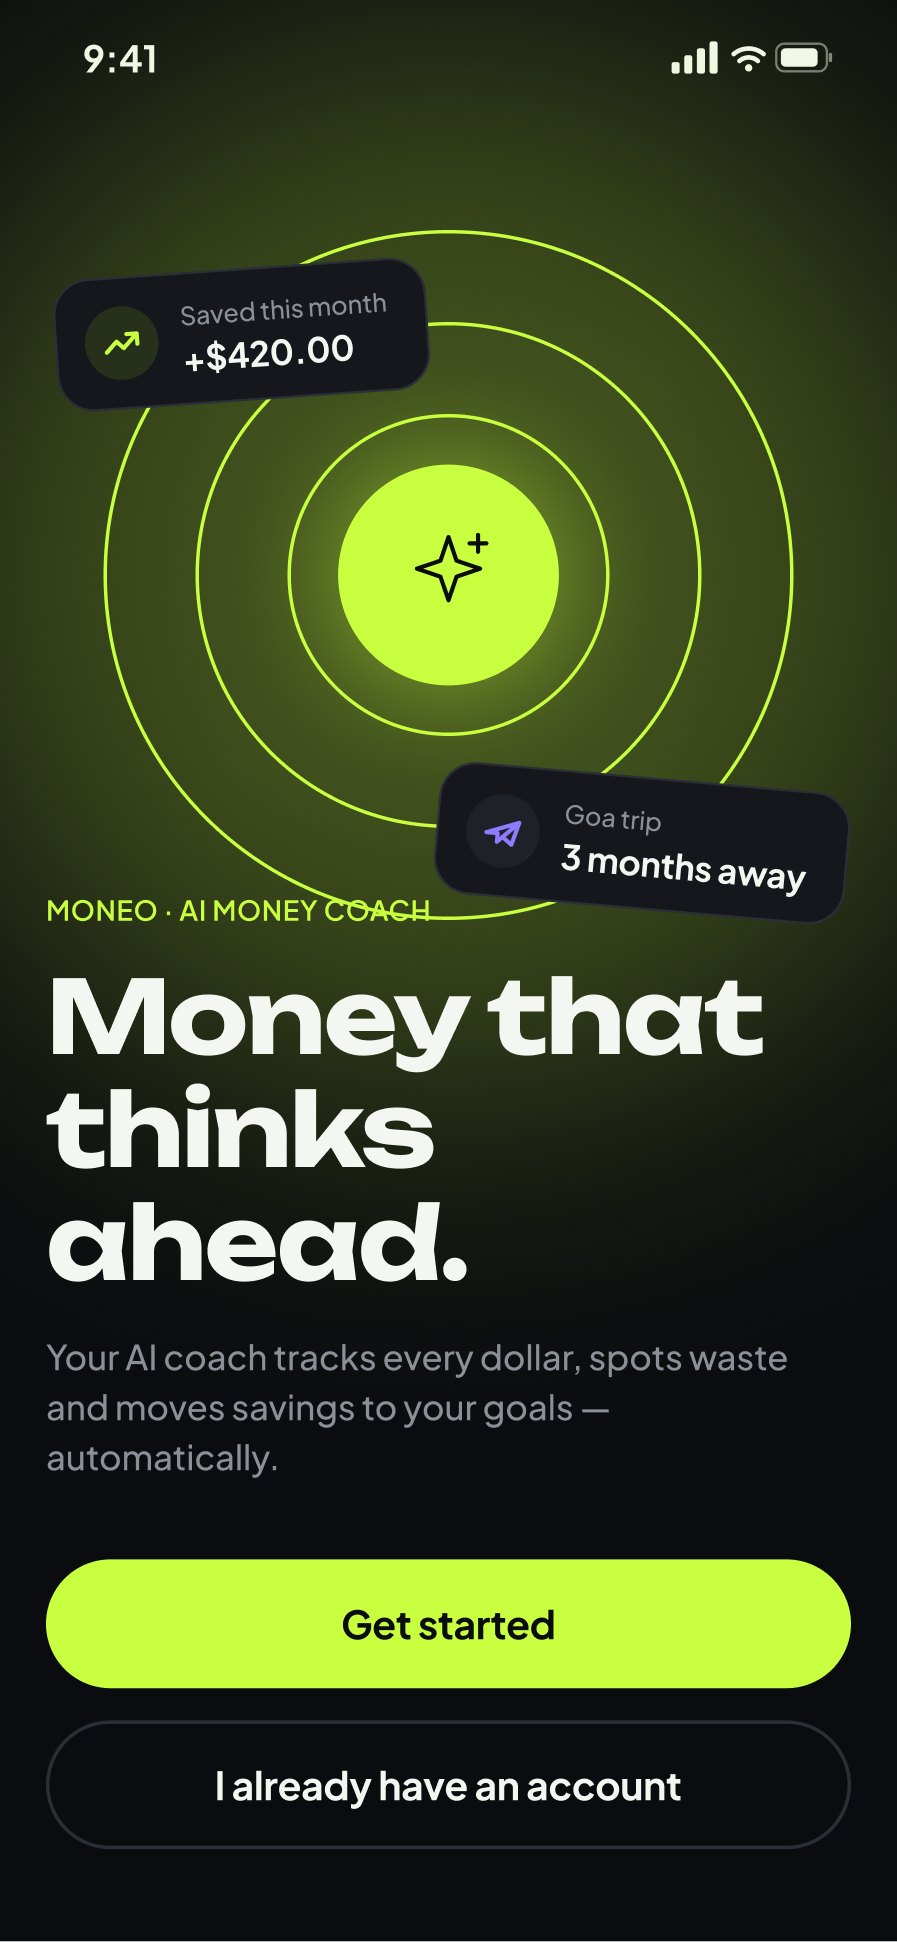 9:41
Saved this month
+$420.00
Goa trip
3 months away
MONEO · AI MONEY COACH
Money that
thinks
ahead.
Your AI coach tracks every dollar, spots waste
and moves savings to your goals —
automatically.
Get started
I already have an account